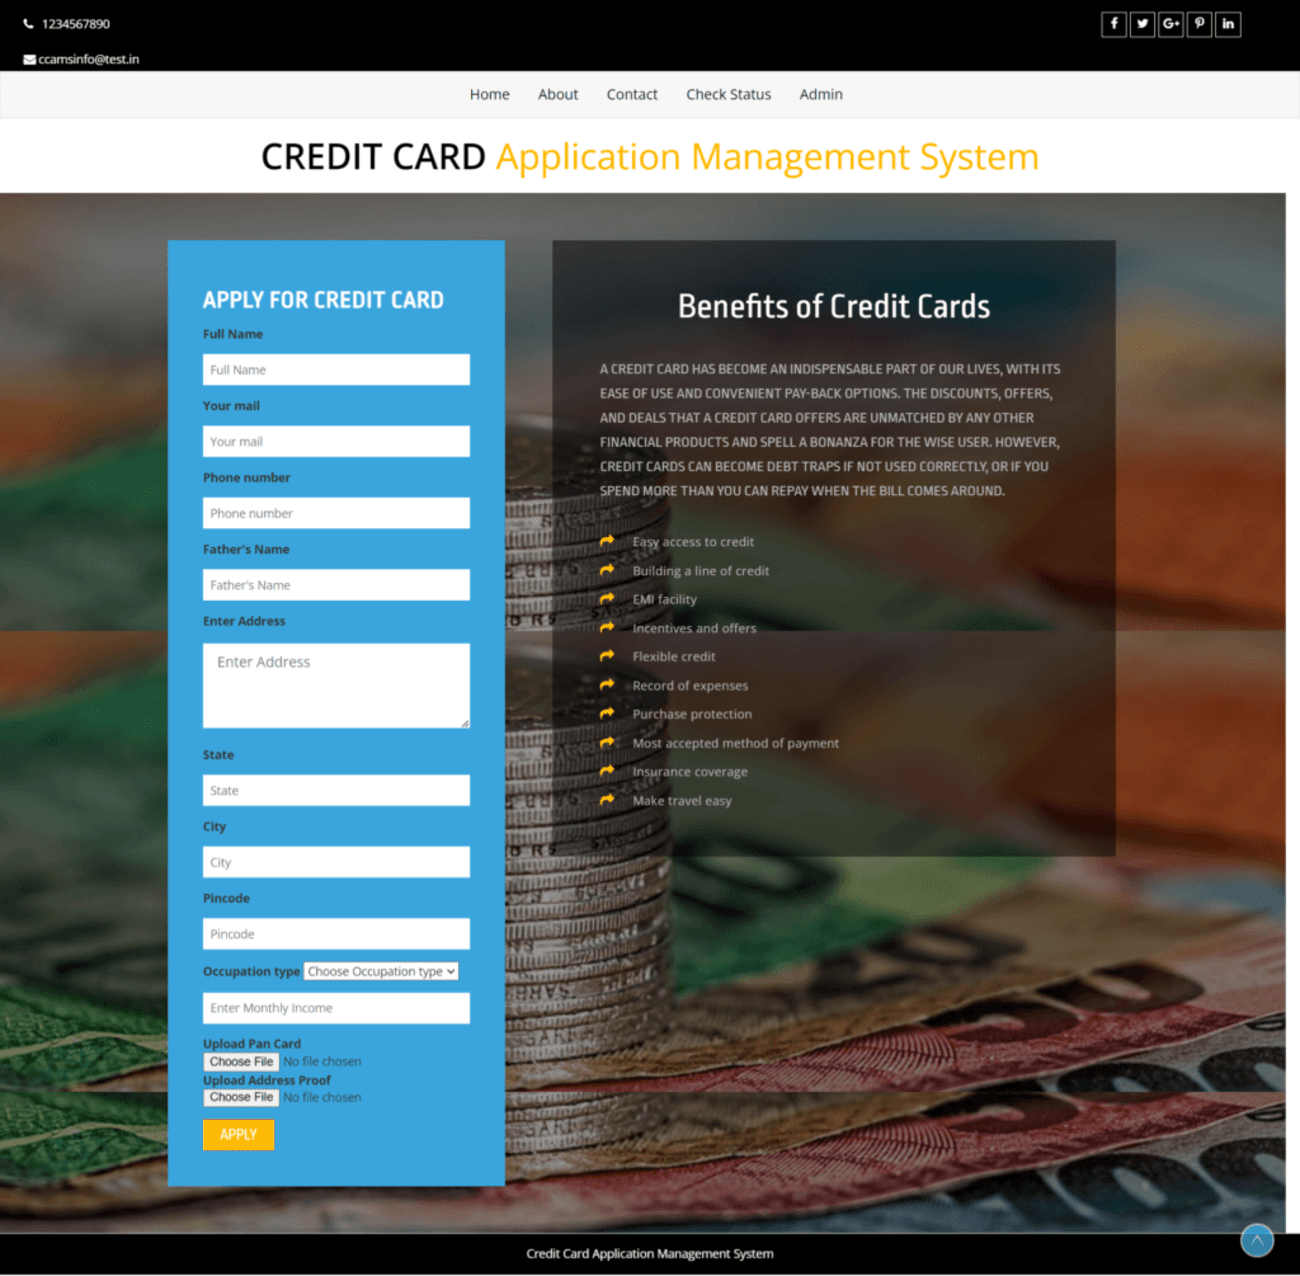 1234567890
ccamsinfo@test.in
Home About Contact Check Status Admin
CREDIT CARD Application Management System
APPLY FOR CREDIT CARD
Full Name
Full Name
Your mail
Your mail
Phone number
Phone number
Father's Name
Father's Name
Enter Address
Enter Address
State
State
City
City
Pincode
Pincode
Occupation type Choose Occupation type
Enter Monthly Income
Upload Pan Card
Choose File No file chosen
Upload Address Proof
Choose File No file chosen
APPLY
Benefits of Credit Cards
A CREDIT CARD HAS BECOME AN INDISPENSABLE PART OF OUR LIVES, WITH ITS
EASE OF USE AND CONVENIENT PAY-BACK OPTIONS. THE DISCOUNTS, OFFERS,
AND DEALS THAT A CREDIT CARD OFFERS ARE UNMATCHED BY ANY OTHER
FINANCIAL PRODUCTS AND SPELL A BONANZA FOR THE WISE USER. HOWEVER,
CREDIT CARDS CAN BECOME DEBT TRAPS IF NOT USED CORRECTLY, OR IF YOU
SPEND MORE THAN YOU CAN REPAY WHEN THE BILL COMES AROUND.
Easy access to credit
Building a line of credit
EMI facility
Incentives and offers
Flexible credit
Record of expenses
Purchase protection
Most accepted method of payment
Insurance coverage
Make travel easy
Credit Card Application Management System